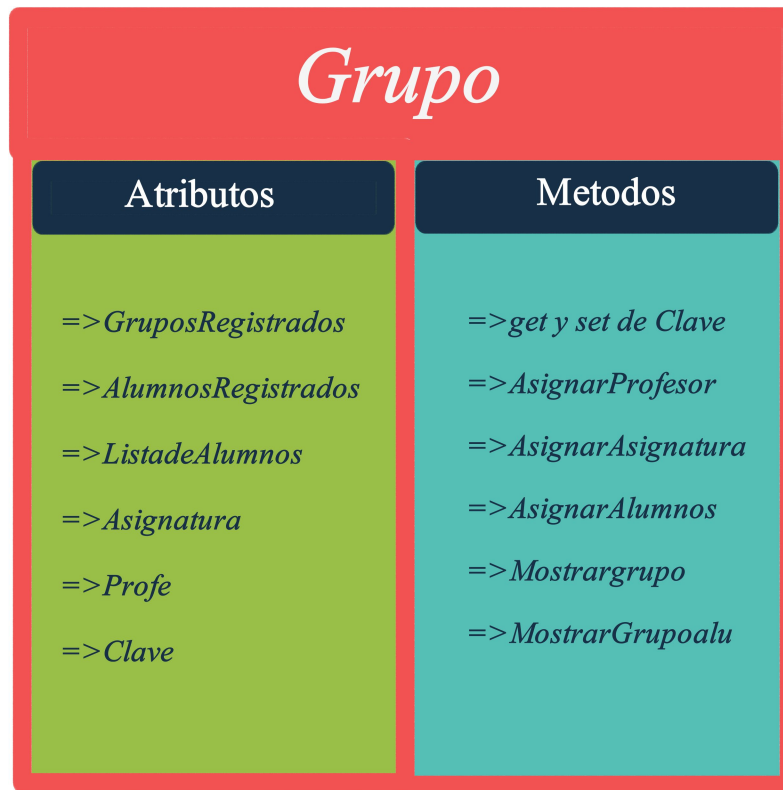 Grupo
Atributos
=>GruposRegistrados
=>AlumnosRegistrados
=>ListadeAlumnos
=>Asignatura
=>Profe
=>Clave
Metodos
=>get y set de Clave
=>AsignarProfesor
=>AsignarAsignatura
=>AsignarAlumnos
=>Mostrargrupo
=>MostrarGrupoalu